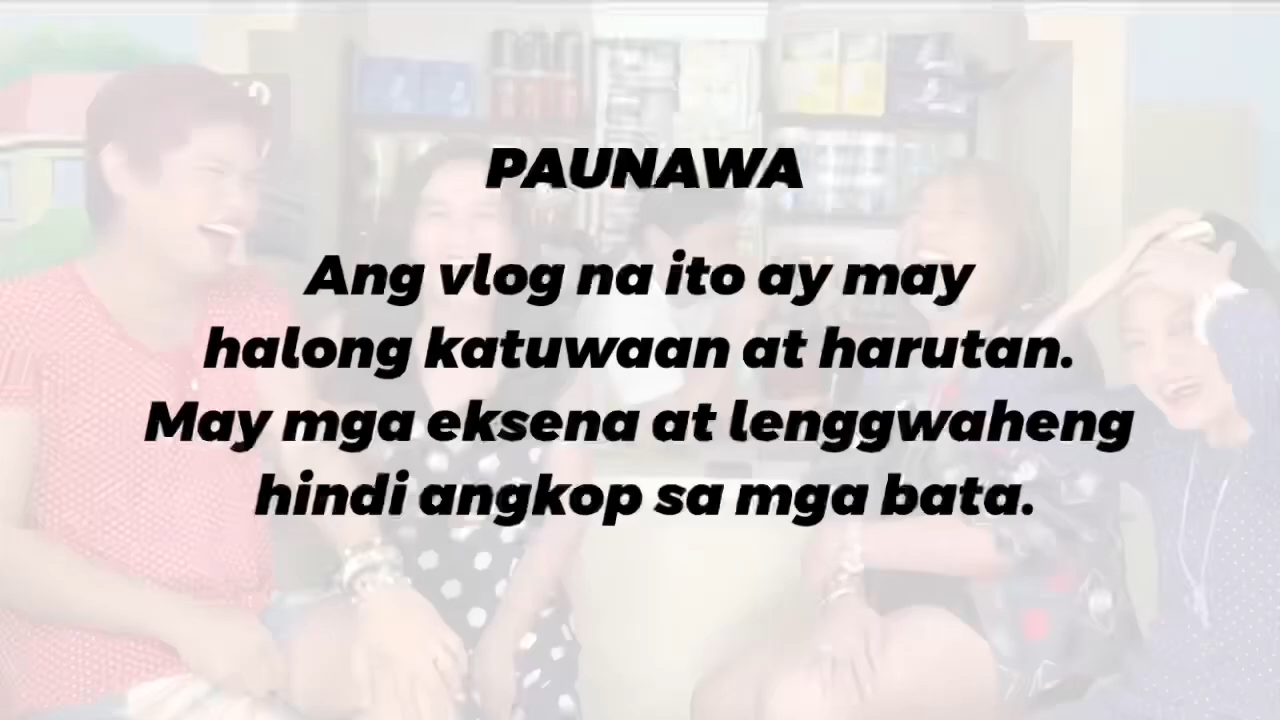 PAUNAWA
Ang vlog na ito ay may
halong katuwaan at harutan.
May mga eksena at lenggwaheng
hindi angkop sa mga bata.